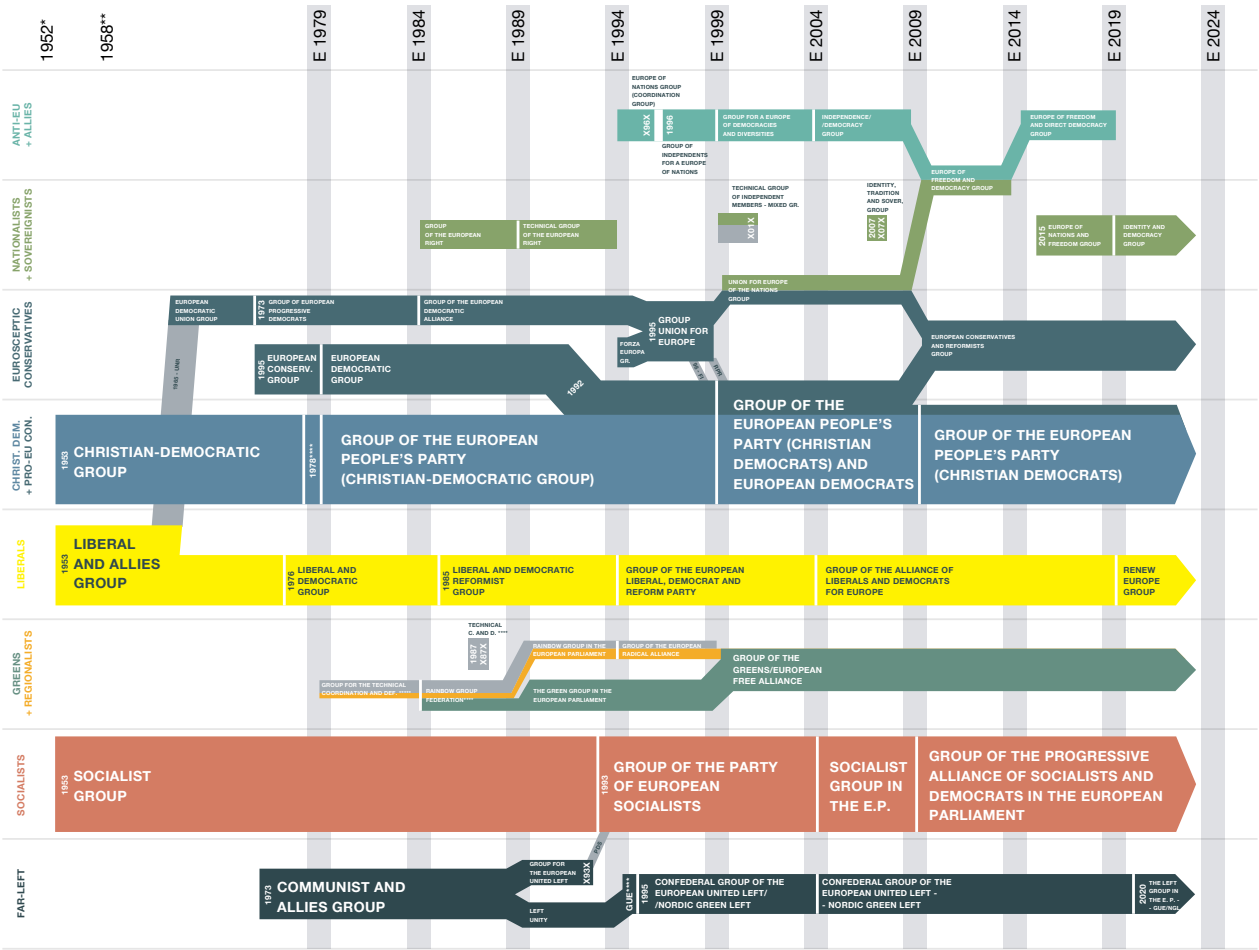 1952*
1958**
E 1979
E 1984
E 1989
E 1994
E 1999
E 2004
E 2009
E 2014
E 2019
E 2024
ANTI-EU
+ ALLIES
EUROPE OF
NATIONS GROUP
(COORDINATION
GROUP)
X96X
1996
GROUP OF
INDEPENDENTS
FOR A EUROPE
OF NATIONS
GROUP FOR A EUROPE
OF DEMOCRACIES
AND DIVERSITIES
INDEPENDENCE/
/DEMOCRACY
GROUP
EUROPE OF
FREEDOM AND
DEMOCRACY GROUP
EUROPE OF FREEDOM
AND DIRECT DEMOCRACY
GROUP
NATIONALISTS
+ SOVEREIGNISTS
GROUP
OF THE EUROPEAN
RIGHT
TECHNICAL GROUP
OF THE EUROPEAN
RIGHT
TECHNICAL GROUP
OF INDEPENDENT
MEMBERS - MIXED GR.
X01X
IDENTITY,
TRADITION
AND SOVER,
GROUP
2007
X07X
2015
EUROPE OF
NATIONS AND
FREEDOM GROUP
IDENTITY AND
DEMOCRACY
GROUP
UNION FOR EUROPE
OF THE NATIONS
GROUP
EUROSCEPTIC
CONSERVATIVES
EUROPEAN
DEMOCRATIC
UNION GROUP
1973
GROUP OF EUROPEAN
PROGRESSIVE
DEMOCRATS
GROUP OF THE EUROPEAN
DEMOCRATIC
ALLIANCE
FORZA
EUROPA
GR.
1995
GROUP
UNION FOR
EUROPE
98 - FI
RPR
1965 - UNR
1995
EUROPEAN
CONSERV.
GROUP
EUROPEAN
DEMOCRATIC
GROUP
1992
EUROPEAN CONSERVATIVES
AND REFORMISTS
GROUP
CHRIST. DEM.
+ PRO-EU CON.
1953
CHRISTIAN-DEMOCRATIC
GROUP
1978****
GROUP OF THE EUROPEAN
PEOPLE'S PARTY
(CHRISTIAN-DEMOCRATIC GROUP)
GROUP OF THE
EUROPEAN PEOPLE'S
PARTY (CHRISTIAN
DEMOCRATS) AND
EUROPEAN DEMOCRATS
GROUP OF THE EUROPEAN
PEOPLE'S PARTY
(CHRISTIAN DEMOCRATS)
LIBERALS
1953
LIBERAL
AND ALLIES
GROUP
1976
LIBERAL AND
DEMOCRATIC
GROUP
1985
LIBERAL AND DEMOCRATIC
REFORMIST
GROUP
GROUP OF THE EUROPEAN
LIBERAL, DEMOCRAT AND
REFORM PARTY
GROUP OF THE ALLIANCE OF
LIBERALS AND DEMOCRATS
FOR EUROPE
RENEW
EUROPE
GROUP
GREENS
+ REGIONALISTS
TECHNICAL
C. AND D. ****
1987
X87X
GROUP FOR THE TECHNICAL
COORDINATION AND DEF. *****
RAINBOW GROUP
FEDERATION****
RAINBOW GROUP IN THE
EUROPEAN PARLIAMENT
GROUP OF THE EUROPEAN
RADICAL ALLIANCE
THE GREEN GROUP IN THE
EUROPEAN PARLIAMENT
GROUP OF THE
GREENS/EUROPEAN
FREE ALLIANCE
SOCIALISTS
1953
SOCIALIST
GROUP
1993
GROUP OF THE PARTY
OF EUROPEAN
SOCIALISTS
SOCIALIST
GROUP IN
THE E.P.
GROUP OF THE PROGRESSIVE
ALLIANCE OF SOCIALISTS AND
DEMOCRATS IN THE EUROPEAN
PARLIAMENT
PDS
FAR-LEFT
1973
COMMUNIST AND
ALLIES GROUP
GROUP FOR
THE EUROPEAN
UNITED LEFT
X93X
LEFT
UNITY
GUE****
1995
CONFEDERAL GROUP OF THE
EUROPEAN UNITED LEFT/
/NORDIC GREEN LEFT
CONFEDERAL GROUP OF THE
EUROPEAN UNITED LEFT -
- NORDIC GREEN LEFT
2020
THE LEFT
GROUP IN
THE E. P. -
- GUE/NGL